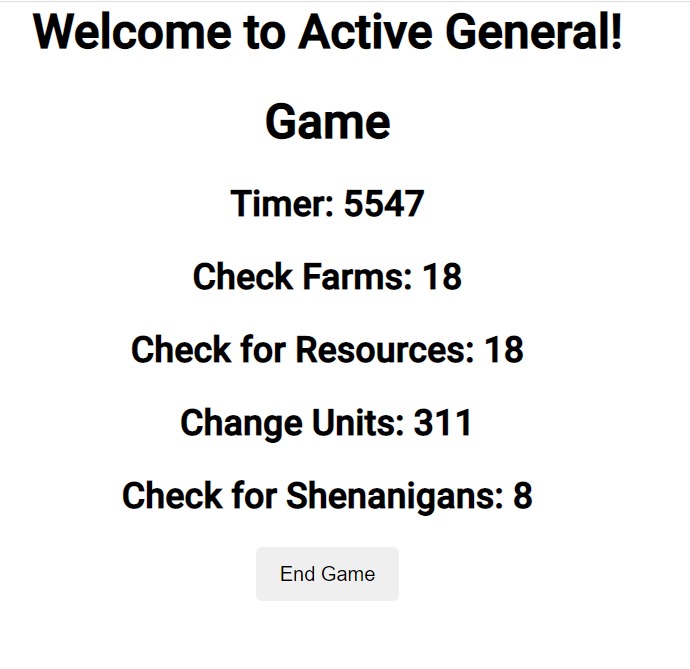 Welcome to Active General!
Game
Timer: 5547
Check Farms: 18
Check for Resources: 18
Change Units: 311
Check for Shenanigans: 8
End Game